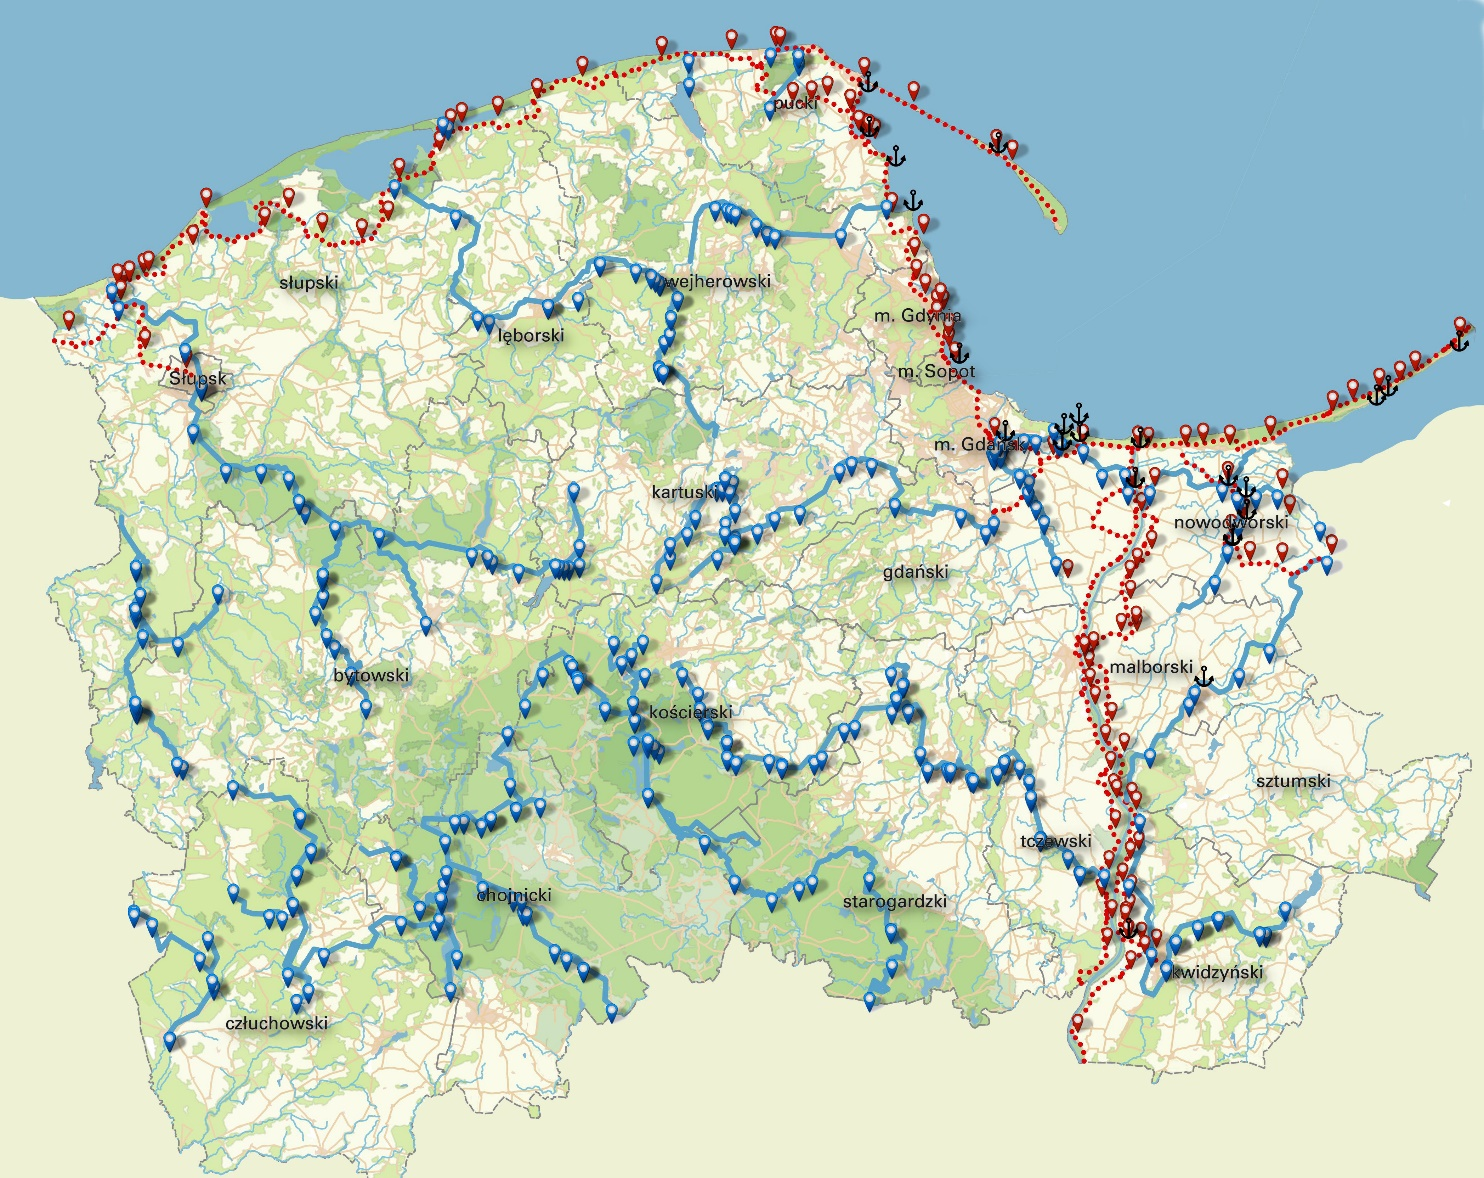 pucki
słupski
wejherowski
m. Gdynia
lęborski
m. Sopot
Słupsk
m. Gdańsk
kartuski
nowodworski
gdański
malborski
bytowski
kościerski
sztumski
tczewski
chojnicki
starogardzki
kwidzyński
człuchowski